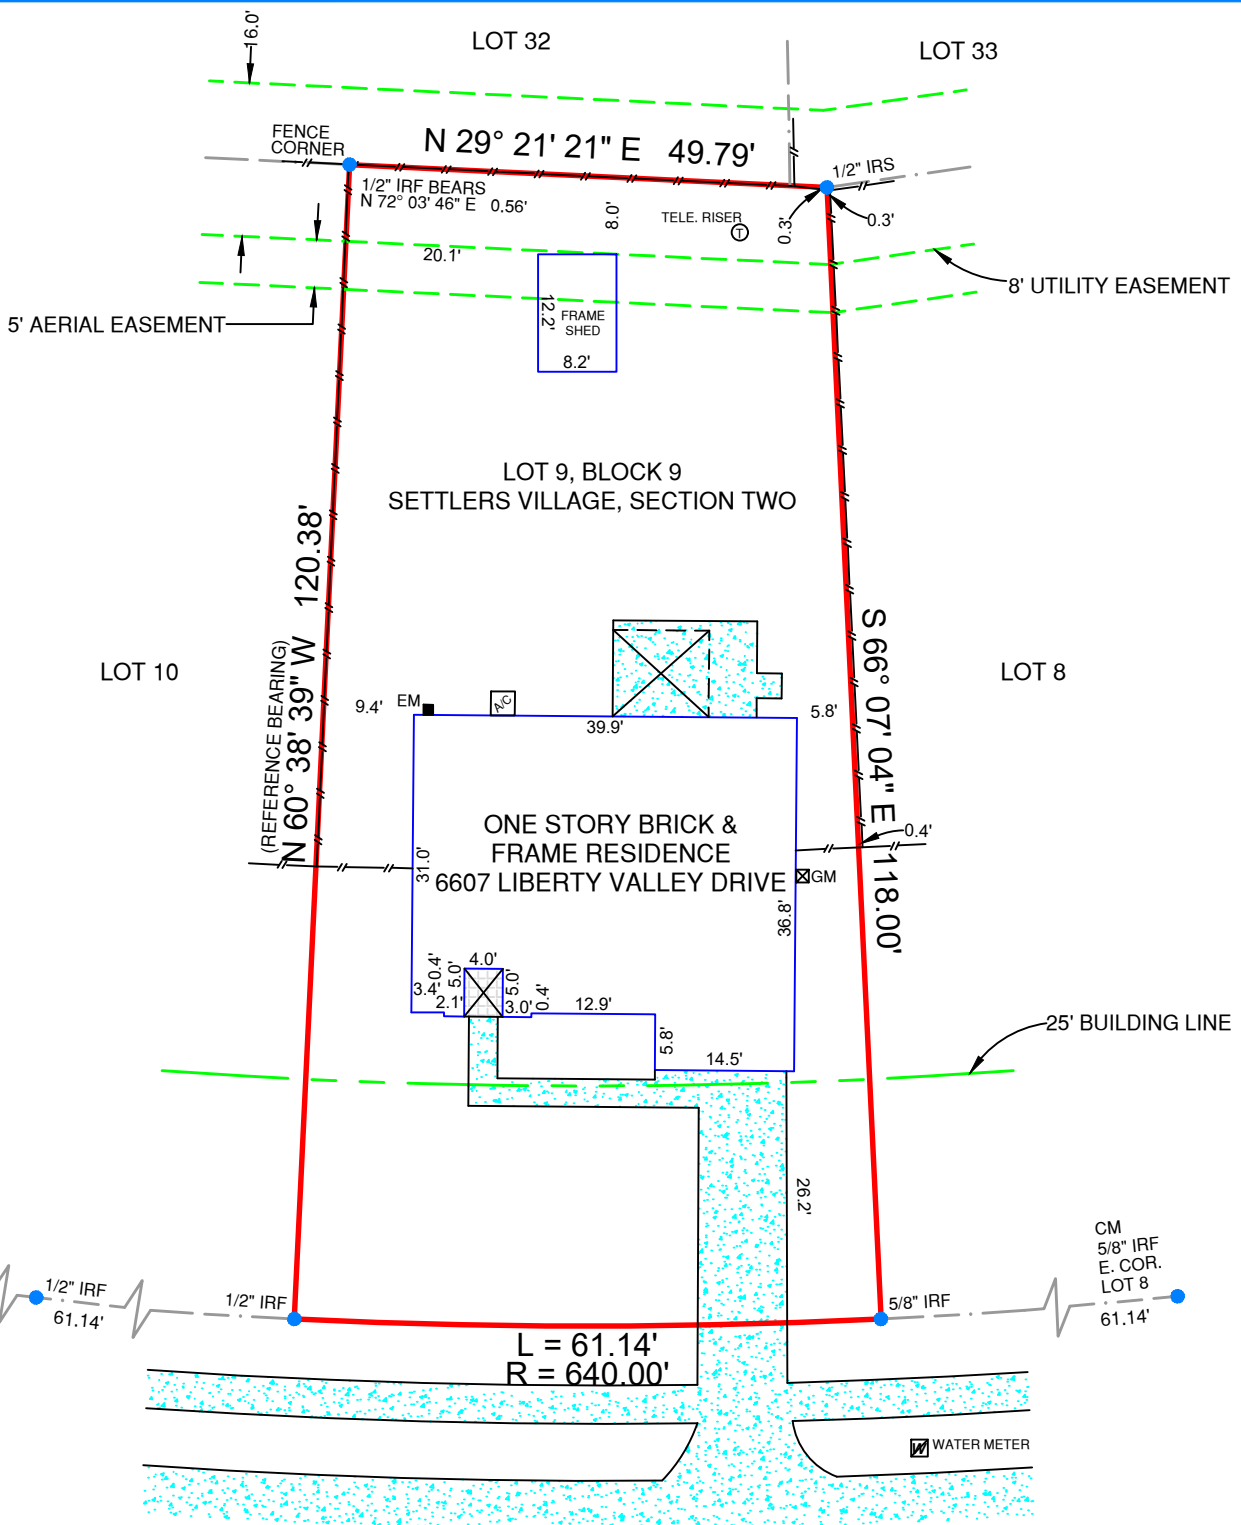 16.0'
LOT 32
LOT 33
FENCE
CORNER
N 29° 21' 21" E 49.79'
1/2" IRS
1/2" IRF BEARS
N 72° 03' 46" E 0.56'
8.0'
TELE. RISER
T
0.3'
0.3'
20.1'
8' UTILITY EASEMENT
5' AERIAL EASEMENT
12.2'
FRAME
SHED
8.2'
LOT 9, BLOCK 9
SETTLERS VILLAGE, SECTION TWO
N 60° 38' 39" W 120.38'
(REFERENCE BEARING)
S 66° 07' 04" E 118.00'
LOT 10
LOT 8
9.4'
EM
A/C
39.9'
5.8'
ONE STORY BRICK &
FRAME RESIDENCE
6607 LIBERTY VALLEY DRIVE
0.4'
GM
31.0'
36.8'
3.4'
0.4'
2.1'
5.0'
4.0'
5.0'
3.0'
0.4'
12.9'
5.8'
14.5'
25' BUILDING LINE
26.2'
CM
5/8" IRF
E. COR.
LOT 8
61.14'
1/2" IRF
61.14'
1/2" IRF
5/8" IRF
L = 61.14'
R = 640.00'
W
WATER METER